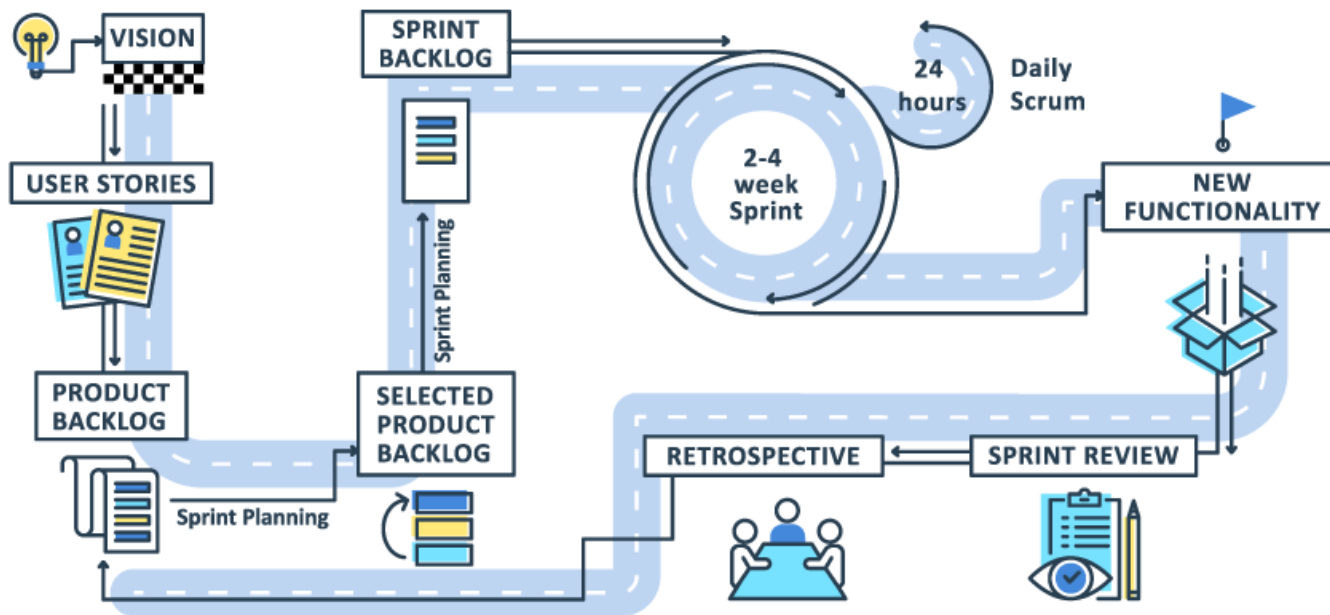 VISION
USER STORIES
PRODUCT
BACKLOG
Sprint Planning
SELECTED
PRODUCT
BACKLOG
Sprint Planning
SPRINT
BACKLOG
2-4
week
Sprint
24
hours
Daily
Scrum
NEW
FUNCTIONALITY
SPRINT REVIEW
RETROSPECTIVE